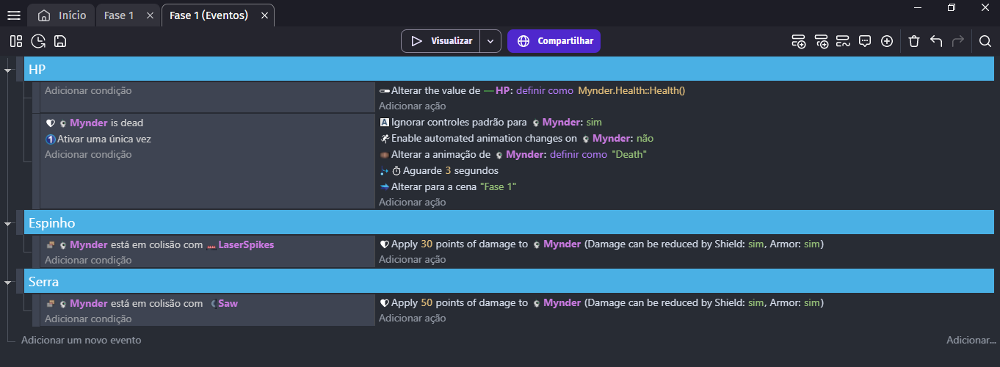 Início
Fase 1
Fase 1 (Eventos)
Visualizar
Compartilhar
HP
Adicionar condição
Alterar the value de HP: definir como Mynder.Health::Health()
Adicionar ação
Mynder is dead
Ativar uma única vez
Adicionar condição
Ignorar controles padrão para Mynder: sim
Enable automated animation changes on Mynder: não
Alterar a animação de Mynder: definir como "Death"
Aguarde 3 segundos
Alterar para a cena "Fase 1"
Adicionar ação
Espinho
Mynder está em colisão com LaserSpikes
Adicionar condição
Apply 30 points of damage to Mynder (Damage can be reduced by Shield: sim, Armor: sim)
Adicionar ação
Serra
Mynder está em colisão com Saw
Adicionar condição
Apply 50 points of damage to Mynder (Damage can be reduced by Shield: sim, Armor: sim)
Adicionar ação
Adicionar um novo evento
Adicionar...